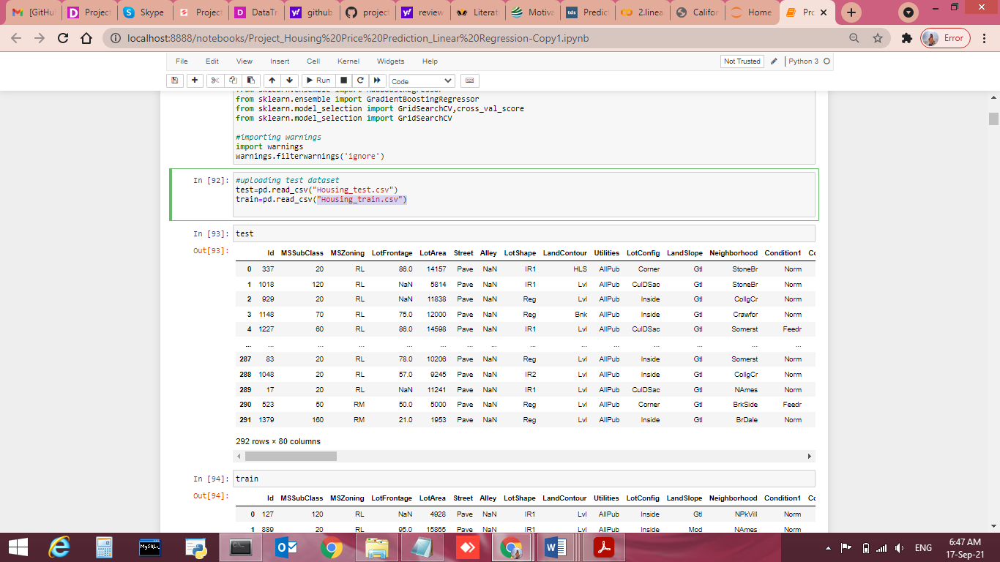 [GitHu Project Skype Project DataTr github project review Literat Motiva Predic 2.linea Califor Home Pro
localhost:8888/notebooks/Project_Housing%20Price%20Prediction_Linear%20Regression-Copy1.ipynb Error
File Edit View Insert Cell Kernel Widgets Help Not Trusted Python 3
Run Code
from sklearn.ensemble import AdaBoostRegressor
from sklearn.ensemble import GradientBoostingRegressor
from sklearn.model_selection import GridSearchCV,cross_val_score
from sklearn.model_selection import GridSearchCV
#importing warnings
import warnings
warnings.filterwarnings('ignore')
In [92]: #uploading test dataset
test=pd.read_csv("Housing_test.csv")
train=pd.read_csv("Housing_train.csv")
In [93]: test
Out[93]: Id MSSubClass MSZoning LotFrontage LotArea Street Alley LotShape LandContour Utilities LotConfig LandSlope Neighborhood Condition1 Cc
0 337 20 RL 86.0 14157 Pave NaN IR1 HLS AllPub Corner Gtl StoneBr Norm
1 1018 120 RL NaN 5814 Pave NaN IR1 Lvl AllPub CulDSac Gtl StoneBr Norm
2 929 20 RL NaN 11838 Pave NaN Reg Lvl AllPub Inside Gtl CollgCr Norm
3 1148 70 RL 75.0 12000 Pave NaN Reg Bnk AllPub Inside Gtl Crawfor Norm
4 1227 60 RL 86.0 14598 Pave NaN IR1 Lvl AllPub CulDSac Gtl Somerst Feedr
... ... ... ... ... ... ... ... ... ... ... ... ... ... ...
287 83 20 RL 78.0 10206 Pave NaN Reg Lvl AllPub Inside Gtl Somerst Norm
288 1048 20 RL 57.0 9245 Pave NaN IR2 Lvl AllPub Inside Gtl CollgCr Norm
289 17 20 RL NaN 11241 Pave NaN IR1 Lvl AllPub CulDSac Gtl NAmes Norm
290 523 50 RM 50.0 5000 Pave NaN Reg Lvl AllPub Corner Gtl BrkSide Feedr
291 1379 160 RM 21.0 1953 Pave NaN Reg Lvl AllPub Inside Gtl BrDale Norm
292 rows × 80 columns
In [94]: train
Out[94]: Id MSSubClass MSZoning LotFrontage LotArea Street Alley LotShape LandContour Utilities LotConfig LandSlope Neighborhood Condition1 Cc
0 127 120 RL NaN 4928 Pave NaN IR1 Lvl AllPub Inside Gtl NPkVill Norm
1 889 20 RL 95.0 15865 Pave NaN IR1 Lvl AllPub Inside Mod NAmes Norm
ENG
6:47 AM
17-Sep-21